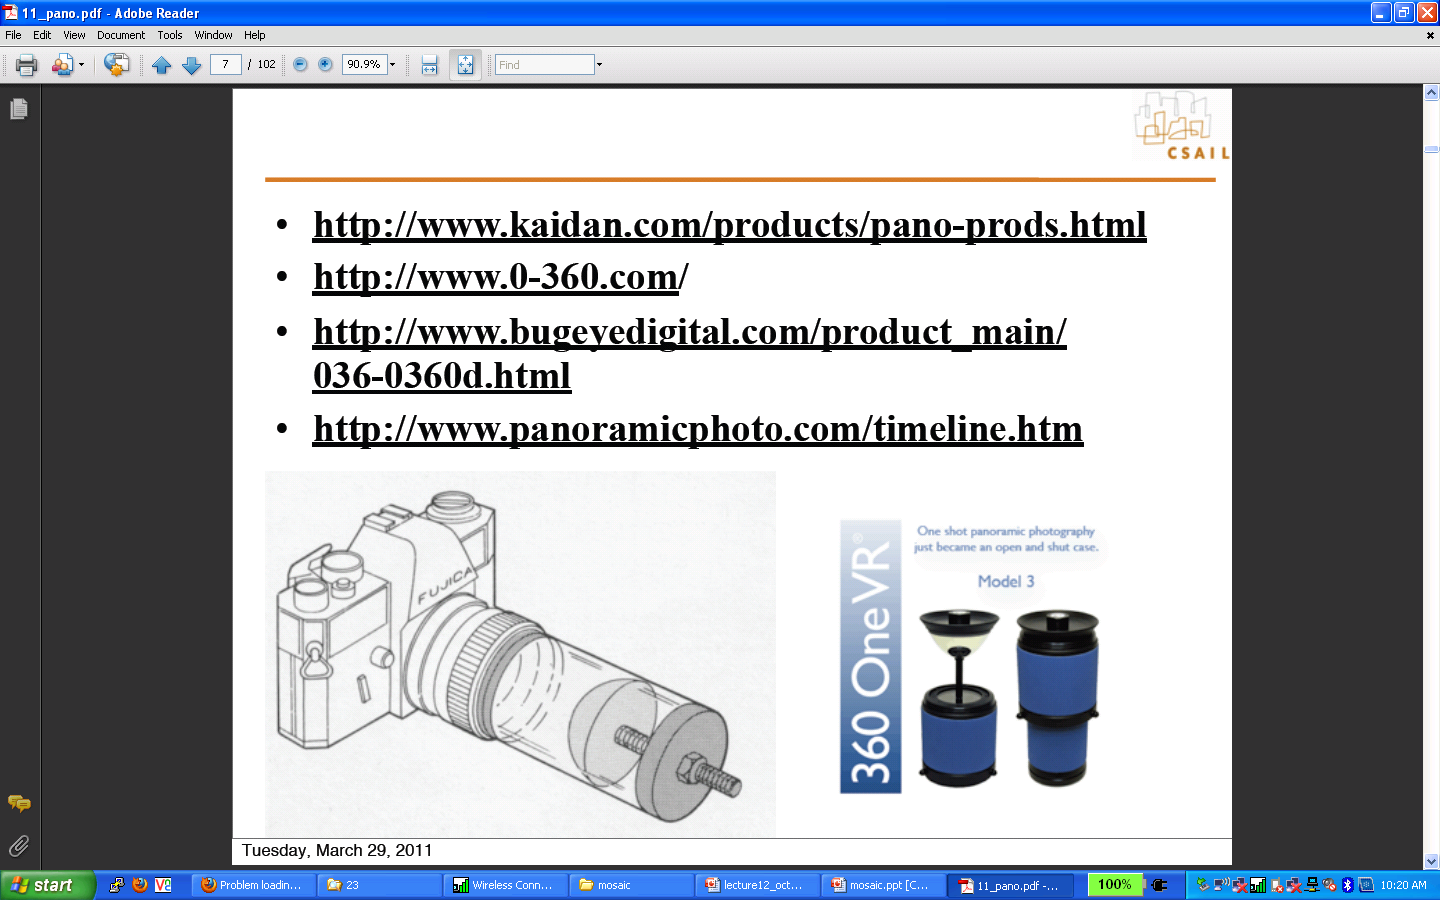 11_pano.pdf - Adobe Reader
File Edit View Document Tools Window Help
7 / 102 90.9% Find
CSAIL
• http://www.kaidan.com/products/pano-prods.html
• http://www.0-360.com/
• http://www.bugeyedigital.com/product_main/
036-0360d.html
• http://www.panoramicphoto.com/timeline.htm
FUJICA
360 One VR®
One shot panoramic photography
just became an open and shut case.
Model 3
Tuesday, March 29, 2011
start Problem loadin... 23 Wireless Conn... mosaic lecture12_oct... mosaic.ppt [C... 11_pano.pdf -... 100% 10:20 AM